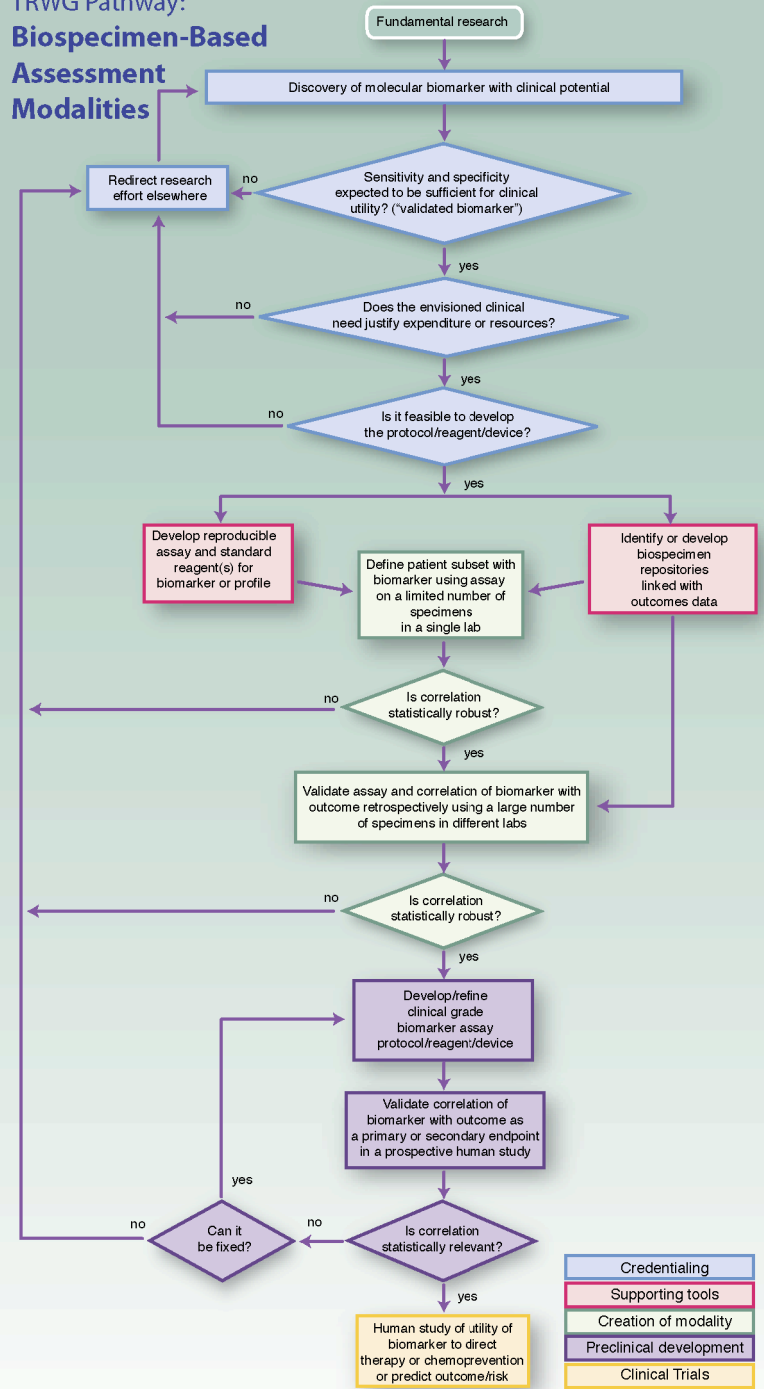 TRWG Pathway:
Biospecimen-Based
Assessment
Modalities
Fundamental research
Discovery of molecular biomarker with clinical potential
Redirect research
effort elsewhere
no
Sensitivity and specificity
expected to be sufficient for clinical
utility? (“validated biomarker”)
yes
no
Does the envisioned clinical
need justify expenditure or resources?
yes
no
Is it feasible to develop
the protocol/reagent/device?
yes
Develop reproducible
assay and standard
reagent(s) for
biomarker or profile
Define patient subset with
biomarker using assay
on a limited number of
specimens
in a single lab
Identify or develop
biospecimen
repositories
linked with
outcomes data
no
Is correlation
statistically robust?
yes
Validate assay and correlation of biomarker with
outcome retrospectively using a large number
of specimens in different labs
no
Is correlation
statistically robust?
yes
Develop/refine
clinical grade
biomarker assay
protocol/reagent/device
Validate correlation of
biomarker with outcome as
a primary or secondary endpoint
in a prospective human study
yes
no
Can it
be fixed?
no
Is correlation
statistically relevant?
yes
Human study of utility of
biomarker to direct
therapy or chemoprevention
or predict outcome/risk
Credentialing
Supporting tools
Creation of modality
Preclinical development
Clinical Trials